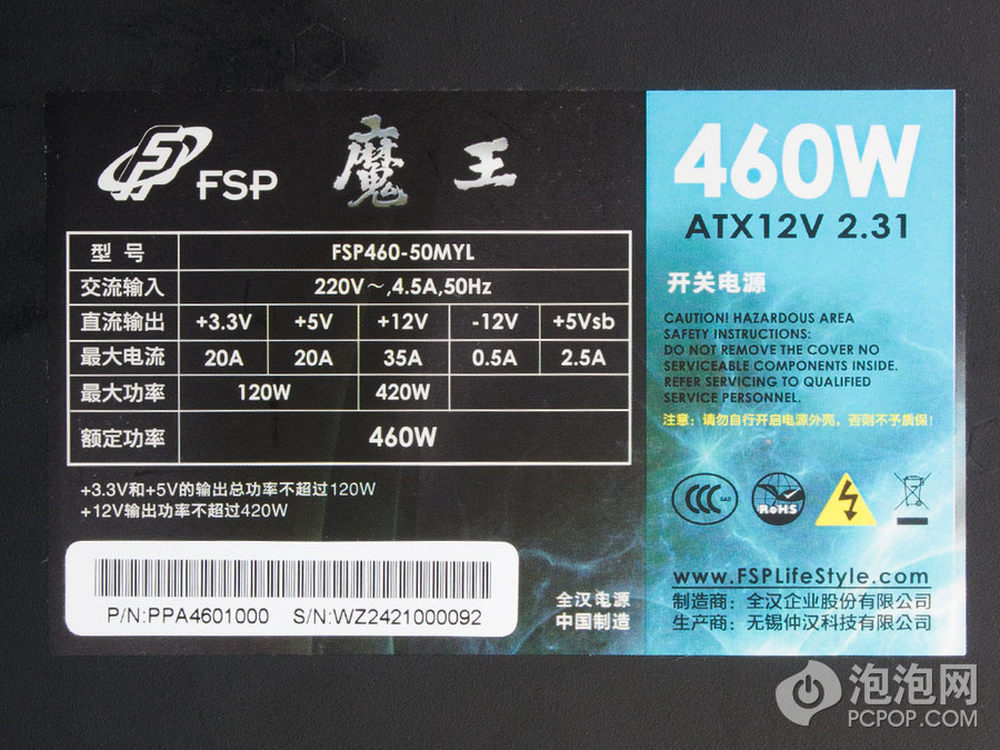 FSP
魔王
型号 FSP460-50MYL
交流输入 220V～,4.5A,50Hz
直流输出 +3.3V +5V +12V -12V +5Vsb
最大电流 20A 20A 35A 0.5A 2.5A
最大功率 120W 420W
额定功率 460W
+3.3V和+5V的输出总功率不超过120W
+12V输出功率不超过420W
P/N:PPA4601000 S/N:WZ2421000092
全汉电源
中国制造
460W
ATX12V 2.31
开关电源
CAUTION! HAZARDOUS AREA
SAFETY INSTRUCTIONS:
DO NOT REMOVE THE COVER NO
SERVICEABLE COMPONENTS INSIDE.
REFER SERVICING TO QUALIFIED
SERVICE PERSONNEL.
注意：请勿自行开启电源外壳，否则不予质保！
RoHS
www.FSPLifeStyle.com
制造商：全汉企业股份有限公司
生产商：无锡仲汉科技有限公司
泡泡网
PCPOP.COM